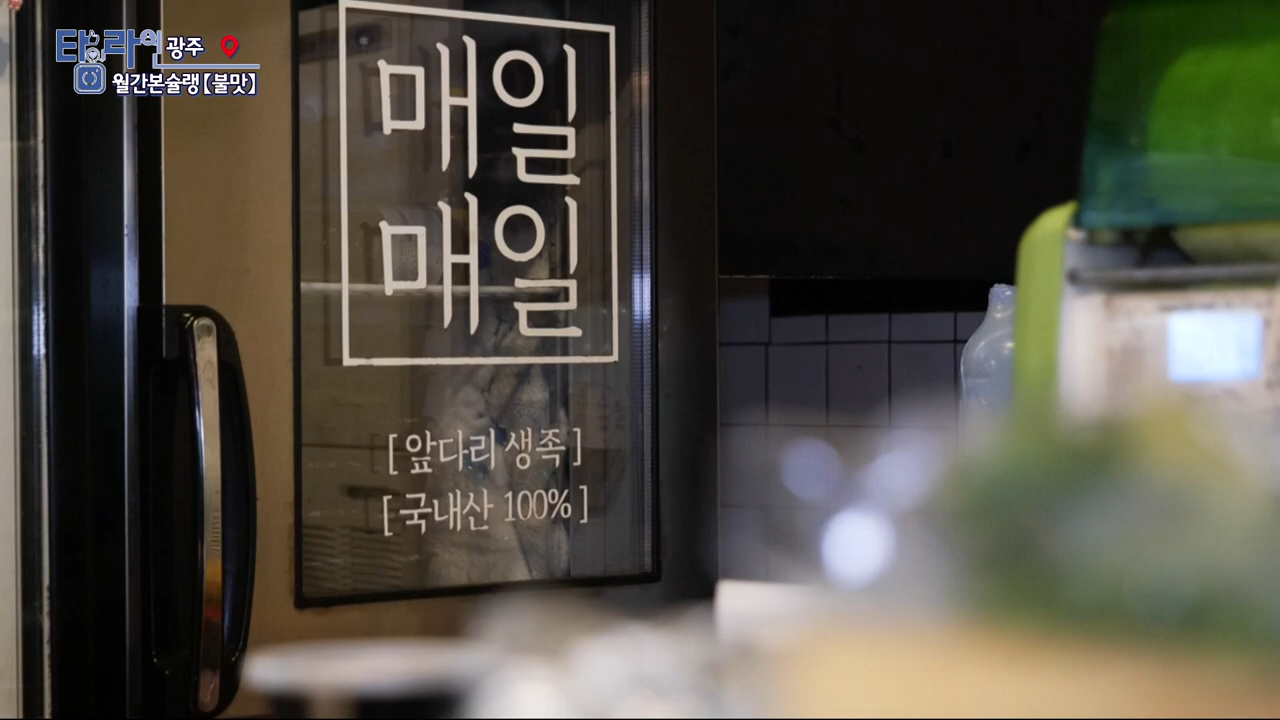 타임라인 광주
월간본슐랭【불맛】
매일
매일
[앞다리 생족]
[국내산 100%]